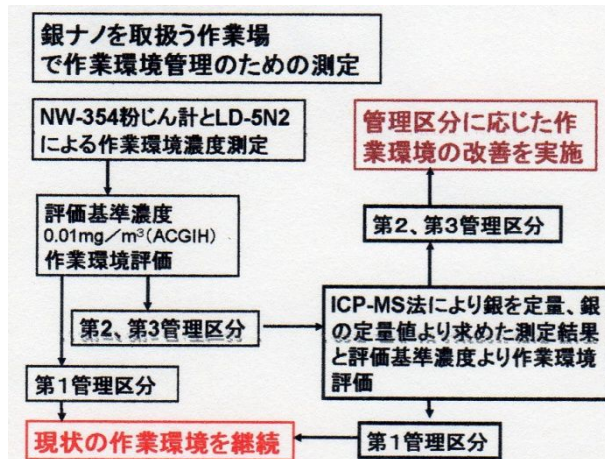 銀ナノを取扱う作業場
で作業環境管理のための測定
NW-354粉じん計とLD-5N2
による作業環境濃度測定
管理区分に応じた作
業環境の改善を実施
評価基準濃度
0.01mg/m³(ACGIH)
作業環境評価
第2、第3管理区分
第2、第3管理区分
ICP-MS法により銀を定量、銀
の定量値より求めた測定結果
と評価基準濃度より作業環境
評価
第1管理区分
現状の作業環境を継続
第1管理区分